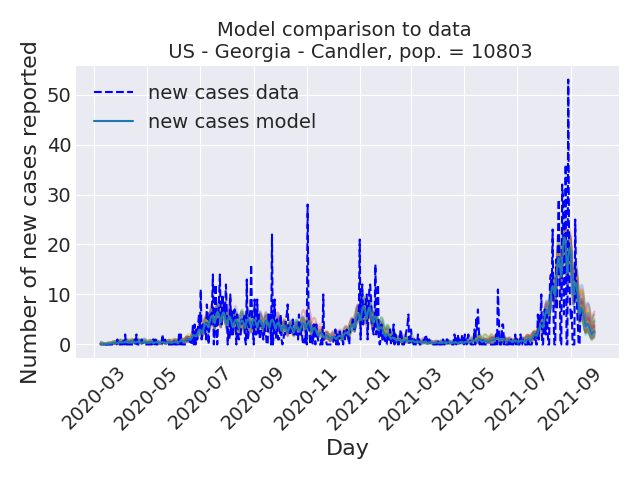 Model comparison to data
US - Georgia - Candler, pop. = 10803
Number of new cases reported
50
40
30
20
10
0
new cases data
new cases model
2020-03
2020-05
2020-07
2020-09
2020-11
2021-01
2021-03
2021-05
2021-07
2021-09
Day